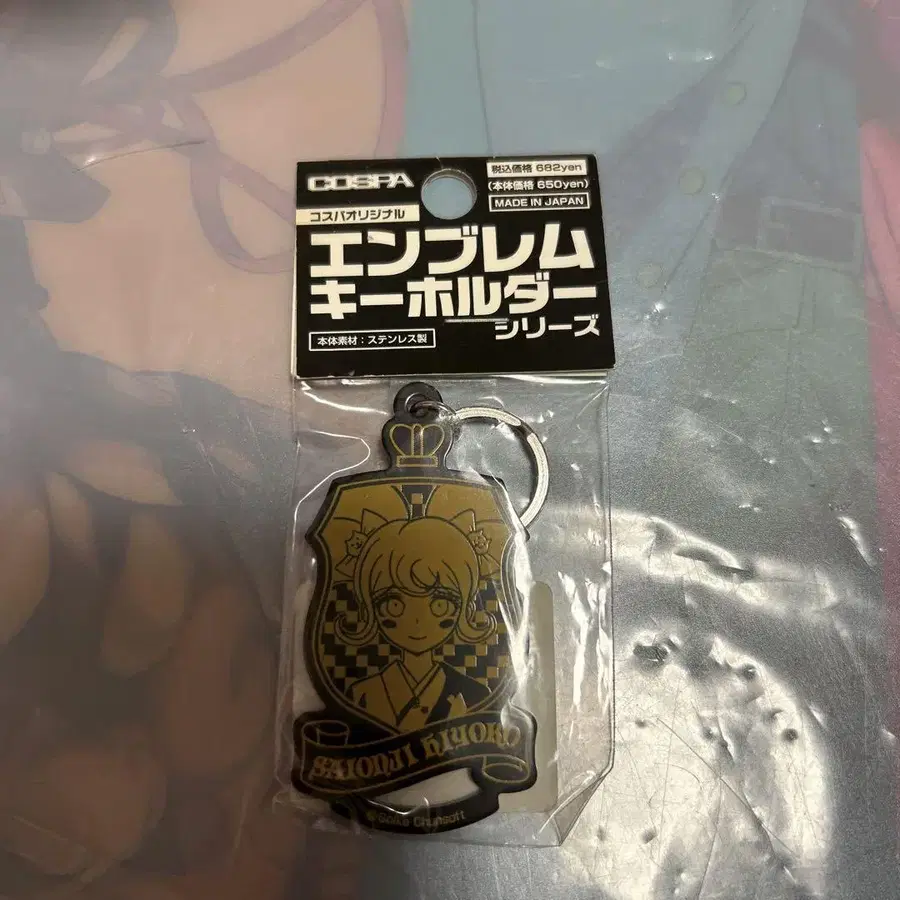 COSPA
税込価格 682yen
(本体価格 650yen)
MADE IN JAPAN
コスパオリジナル
エンブレム
キーホルダー
シリーズ
本体素材：ステンレス製
SAIONJI HIYOKO
©Spike Chunsoft